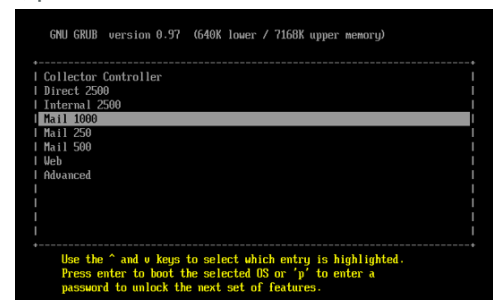 GNU GRUB version 0.97 (640K lower / 7168K upper memory)
Collector Controller
Direct 2500
Internal 2500
Mail 1000
Mail 250
Mail 500
Web
Advanced
Use the ^ and v keys to select which entry is highlighted.
Press enter to boot the selected OS or 'p' to enter a
password to unlock the next set of features.